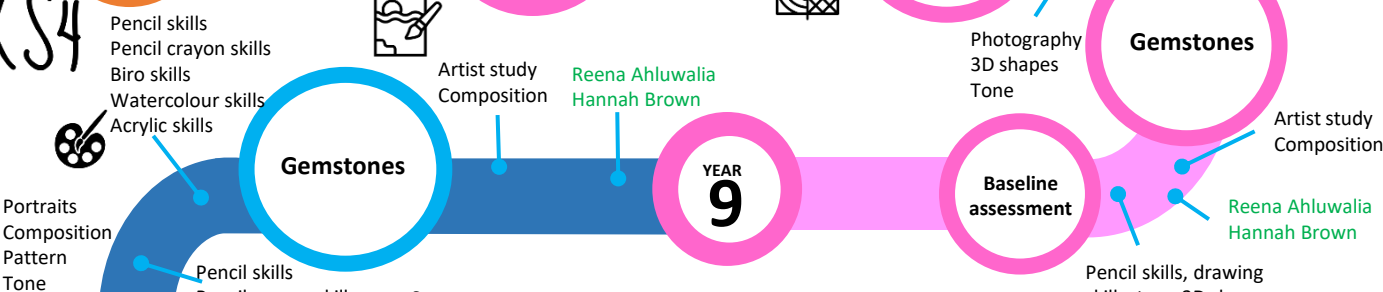 KS4
Pencil skills
Pencil crayon skills
Biro skills
Watercolour skills
Acrylic skills
Gemstones
Artist study
Composition
Reena Ahluwalia
Hannah Brown
YEAR
9
Photography
3D shapes
Tone
Gemstones
Artist study
Composition
Baseline
assessment
Reena Ahluwalia
Hannah Brown
Portraits
Composition
Pattern
Tone
Pencil skills
Pencil skills, drawing